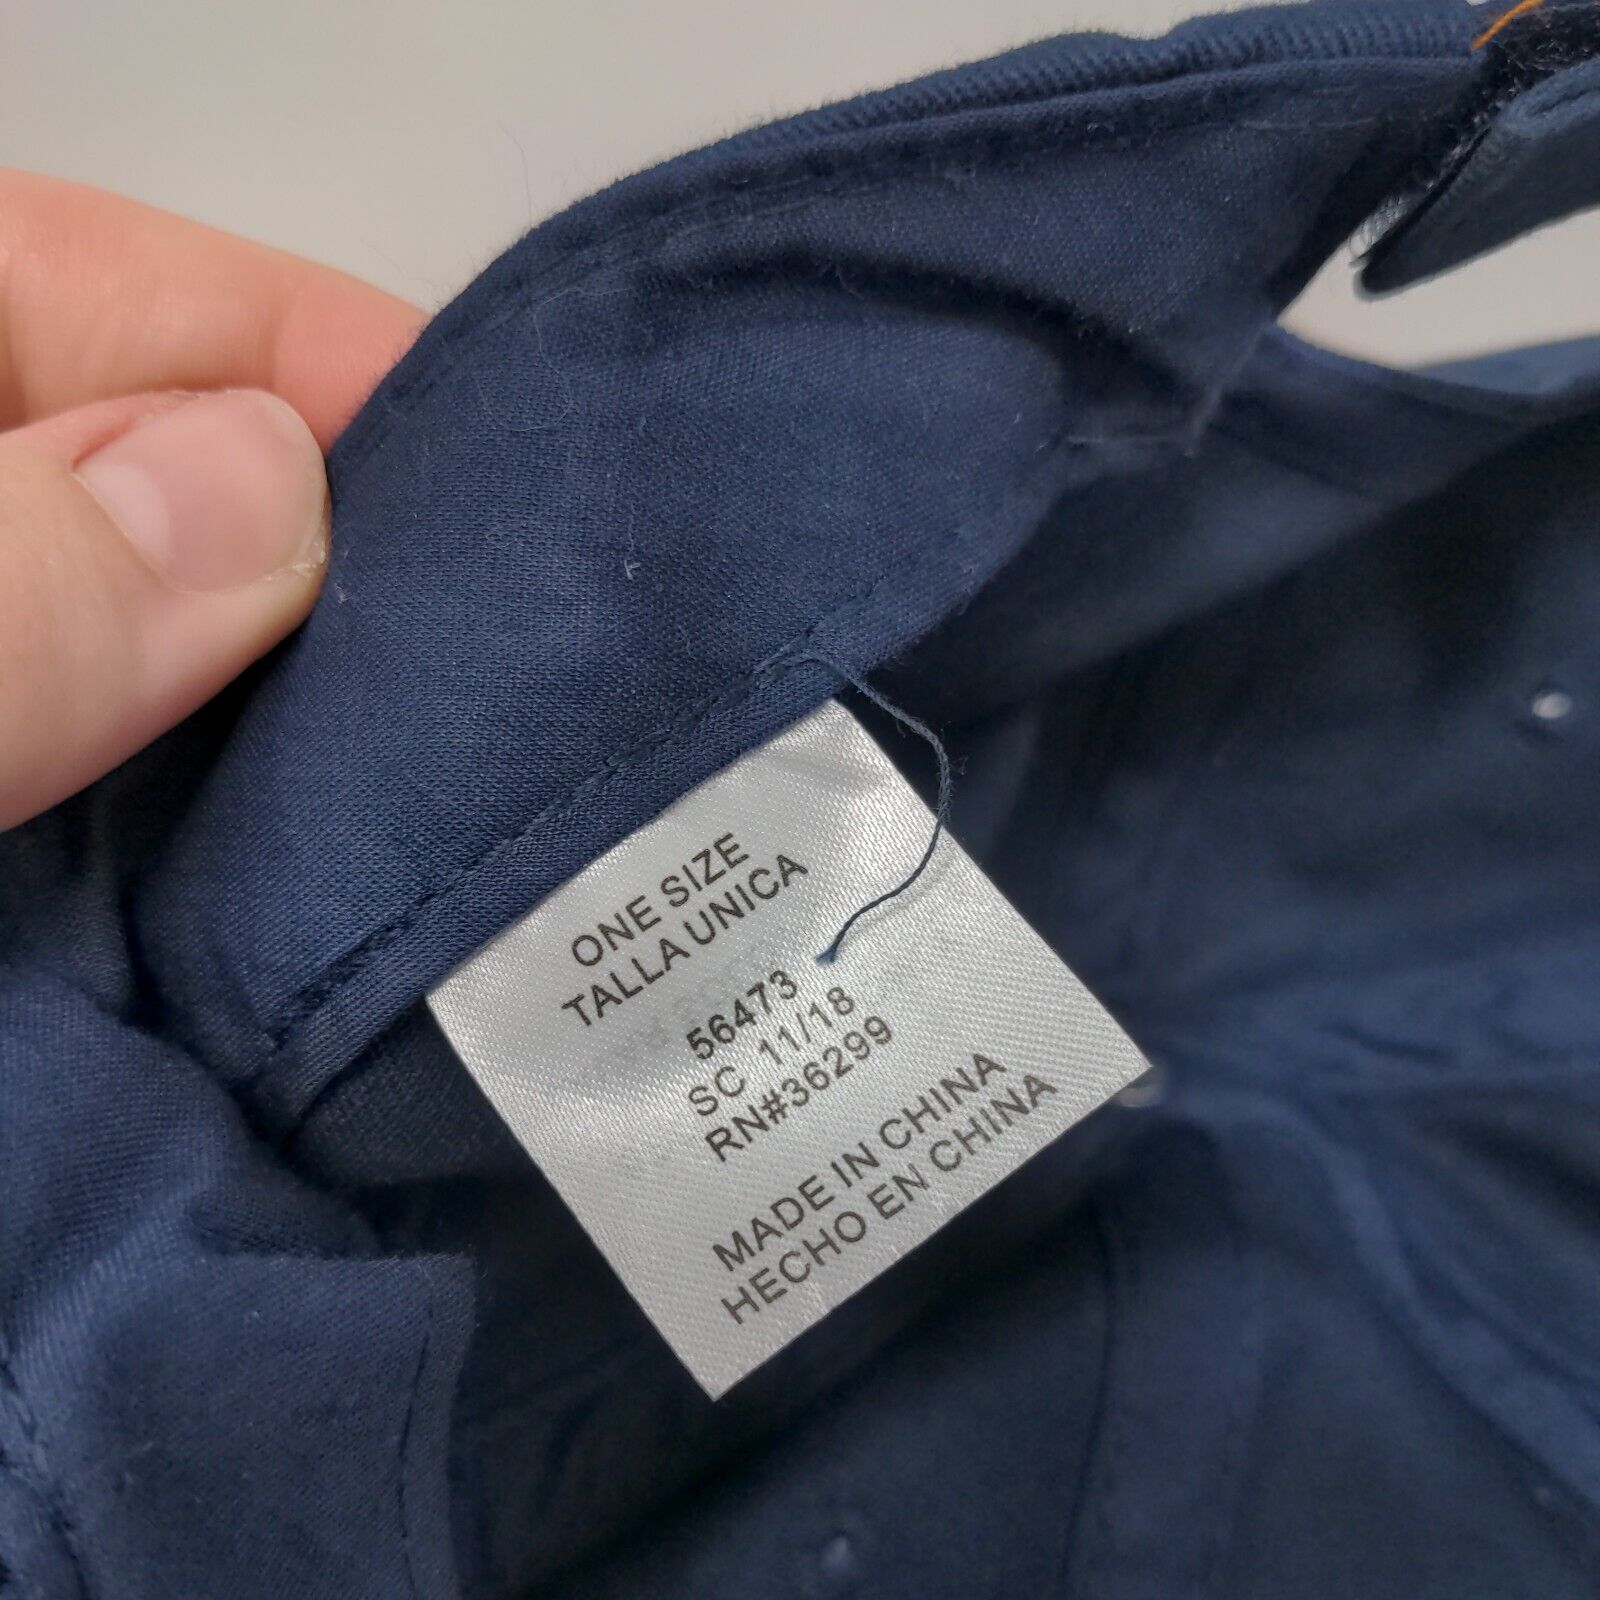 ONE SIZE
TALLA UNICA
56473
SC 11/18
RN#36299
MADE IN CHINA
HECHO EN CHINA